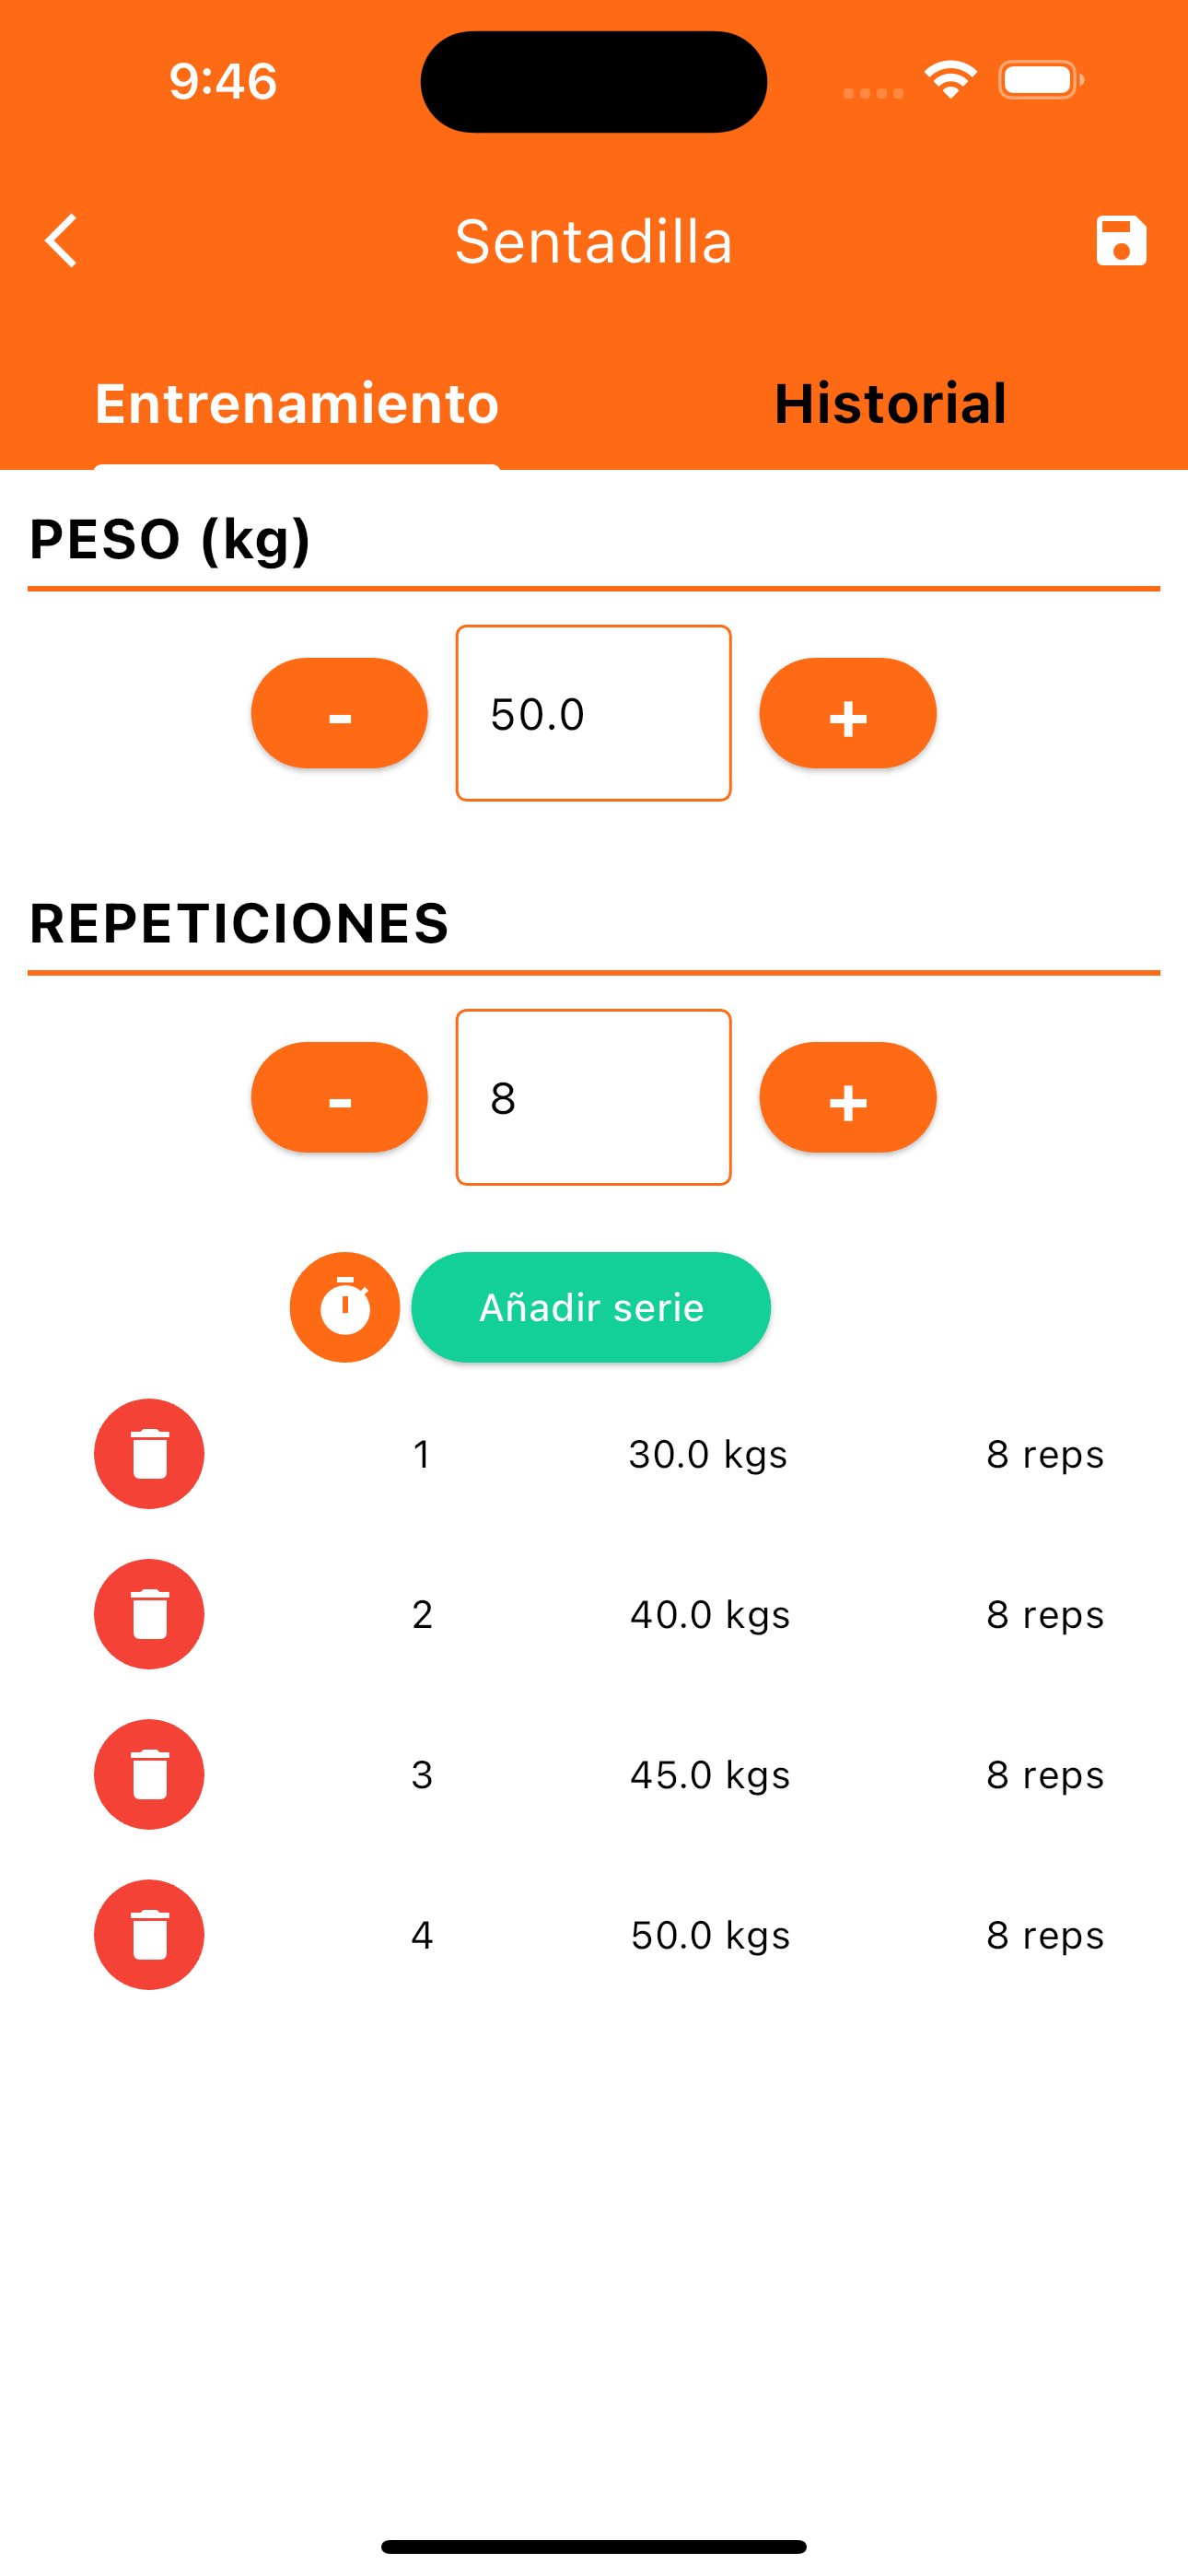 9:46
Sentadilla
Entrenamiento Historial
PESO (kg)
- 50.0 +
REPETICIONES
- 8 +
Añadir serie
1 30.0 kgs 8 reps
2 40.0 kgs 8 reps
3 45.0 kgs 8 reps
4 50.0 kgs 8 reps